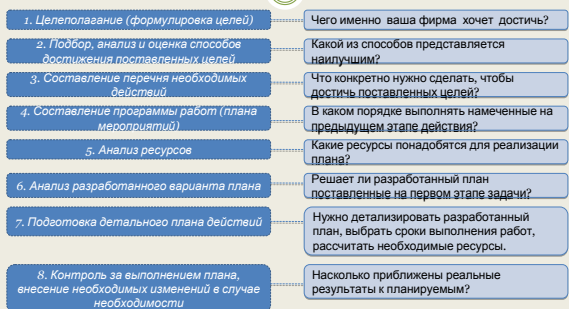 1. Целеполагание (формулировка целей)
Чего именно ваша фирма хочет достичь?
2. Подбор, анализ и оценка способов
достижения поставленных целей
Какой из способов представляется
наилучшим?
3. Составление перечня необходимых
действий
Что конкретно нужно сделать, чтобы
достичь поставленных целей?
4. Составление программы работ (плана
мероприятий)
В каком порядке выполнять намеченные на
предыдущем этапе действия?
5. Анализ ресурсов
Какие ресурсы понадобятся для реализации
плана?
6. Анализ разработанного варианта плана
Решает ли разработанный план
поставленные на первом этапе задачи?
7. Подготовка детального плана действий
Нужно детализировать разработанный
план, выбрать сроки выполнения работ,
рассчитать необходимые ресурсы.
8. Контроль за выполнением плана,
внесение необходимых изменений в случае
необходимости
Насколько приближены реальные
результаты к планируемым?